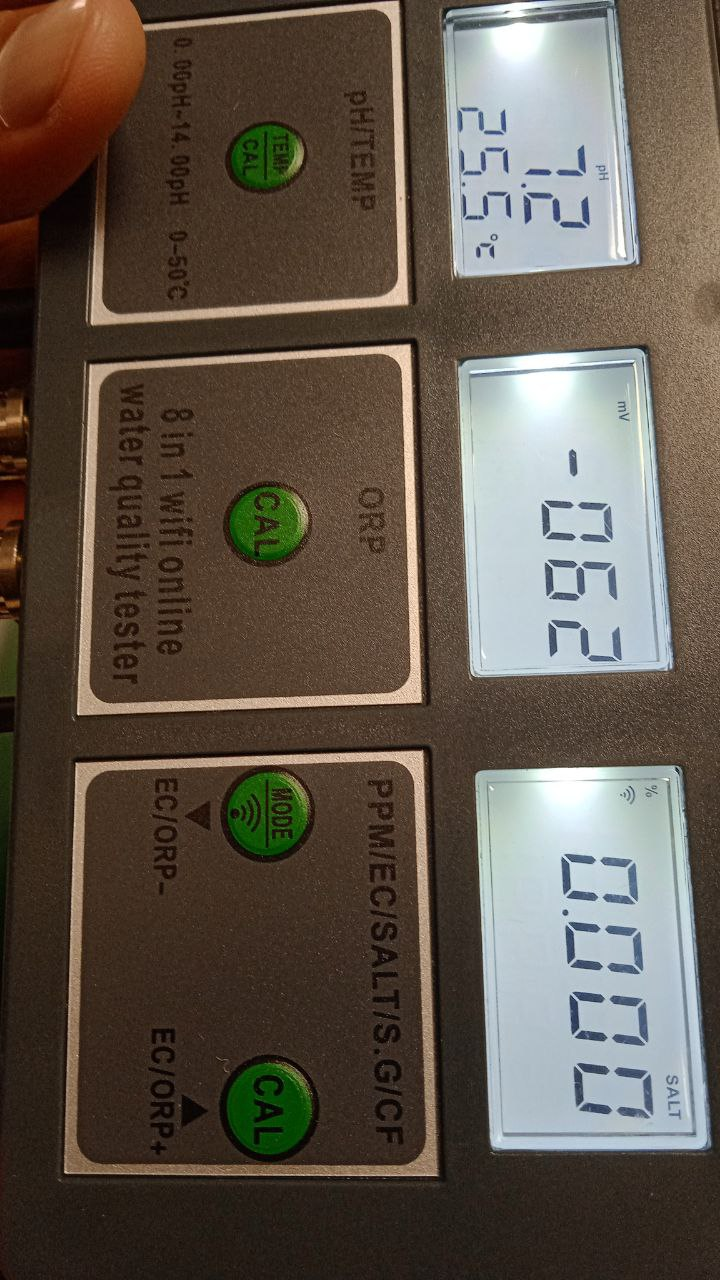 pH
7.2
25.5 °C
mV
-062
%
SALT
0.000
pH/TEMP
TEMP
CAL
0.00pH~14.00pH 0-50℃
ORP
CAL
8 in 1 wifi online
water quality tester
PPM/EC/SALT/S.G/CF
MODE
CAL
EC/ORP-
EC/ORP+